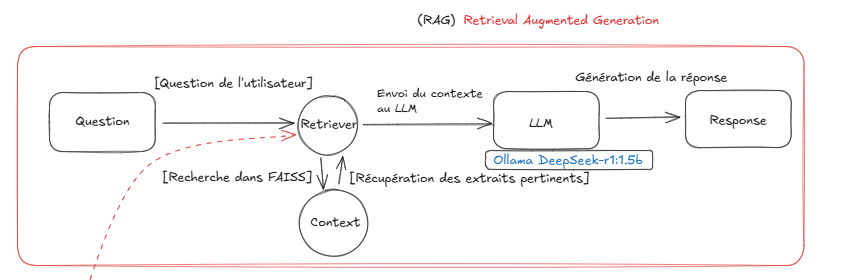 (RAG) Retrieval Augmented Generation
[Question de l'utilisateur]
Génération de la réponse
Envoi du contexte
au LLM
Question
Retriever
LLM
Response
Ollama DeepSeek-r1:1.5b
[Recherche dans FAISS]
[Récupération des extraits pertinents]
Context